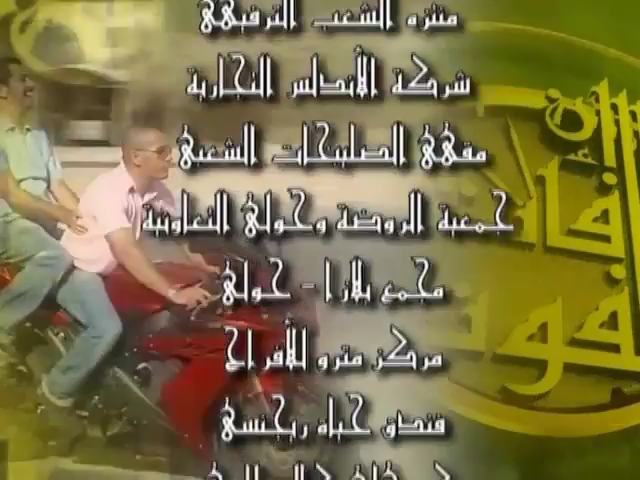 منتزه الشعب الترفيهي
شركة الأندلس التجارية
مقهى الصليبخات الشعبي
جمعية الروضة وحولي التعاونية
مجمع بلازا - حولي
مركز مترو للأفراح
فندق حياة ريجنسي